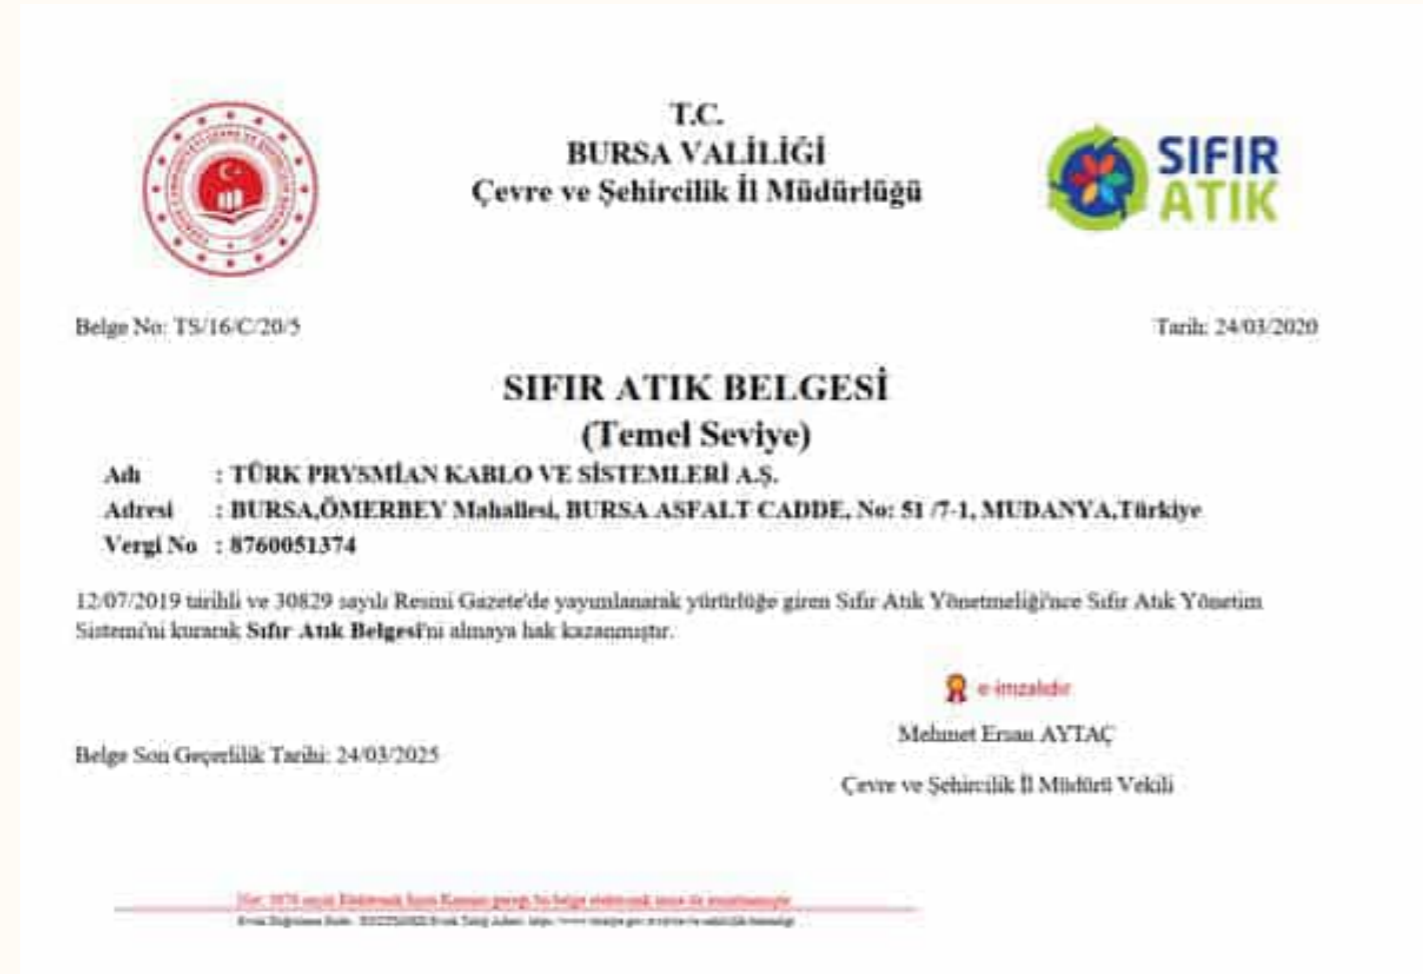 T.C.
BURSA VALİLİĞİ
Çevre ve Şehircilik İl Müdürlüğü
SIFIR
ATIK
Belge No: TS/16/C/20/5
Tarih: 24/03/2020
SIFIR ATIK BELGESİ
(Temel Seviye)
Adı : TÜRK PRYSMİAN KABLO VE SİSTEMLERİ A.Ş.
Adresi : BURSA,ÖMERBEY Mahallesi, BURSA ASFALT CADDE, No: 51 /7-1, MUDANYA,Türkiye
Vergi No : 8760051374
12/07/2019 tarihli ve 30829 sayılı Resmi Gazete'de yayımlanarak yürürlüğe giren Sıfır Atık Yönetmeliği'nce Sıfır Atık Yönetim
Sistemi'ni kurarak Sıfır Atık Belgesi'ni almaya hak kazanmıştır.
e-imzalıdır
Mehmet Ersan AYTAÇ
Belge Son Geçerlilik Tarihi: 24/03/2025
Çevre ve Şehircilik İl Müdürü Vekili